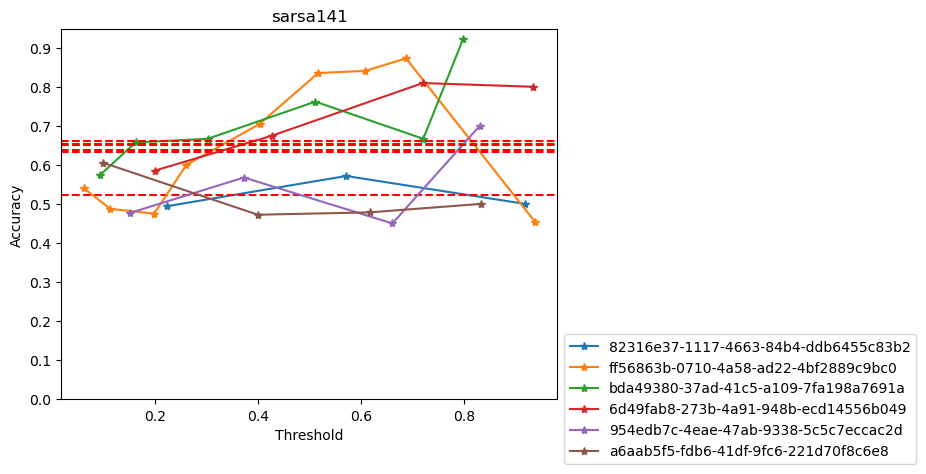 sarsa141
Accuracy
0.9
0.8
0.7
0.6
0.5
0.4
0.3
0.2
0.1
0.0
0.2 0.4 0.6 0.8
Threshold
82316e37-1117-4663-84b4-ddb6455c83b2
ff56863b-0710-4a58-ad22-4bf2889c9bc0
bda49380-37ad-41c5-a109-7fa198a7691a
6d49fab8-273b-4a91-948b-ecd14556b049
954edb7c-4eae-47ab-9338-5c5c7eccac2d
a6aab5f5-fdb6-41df-9fc6-221d70f8c6e8